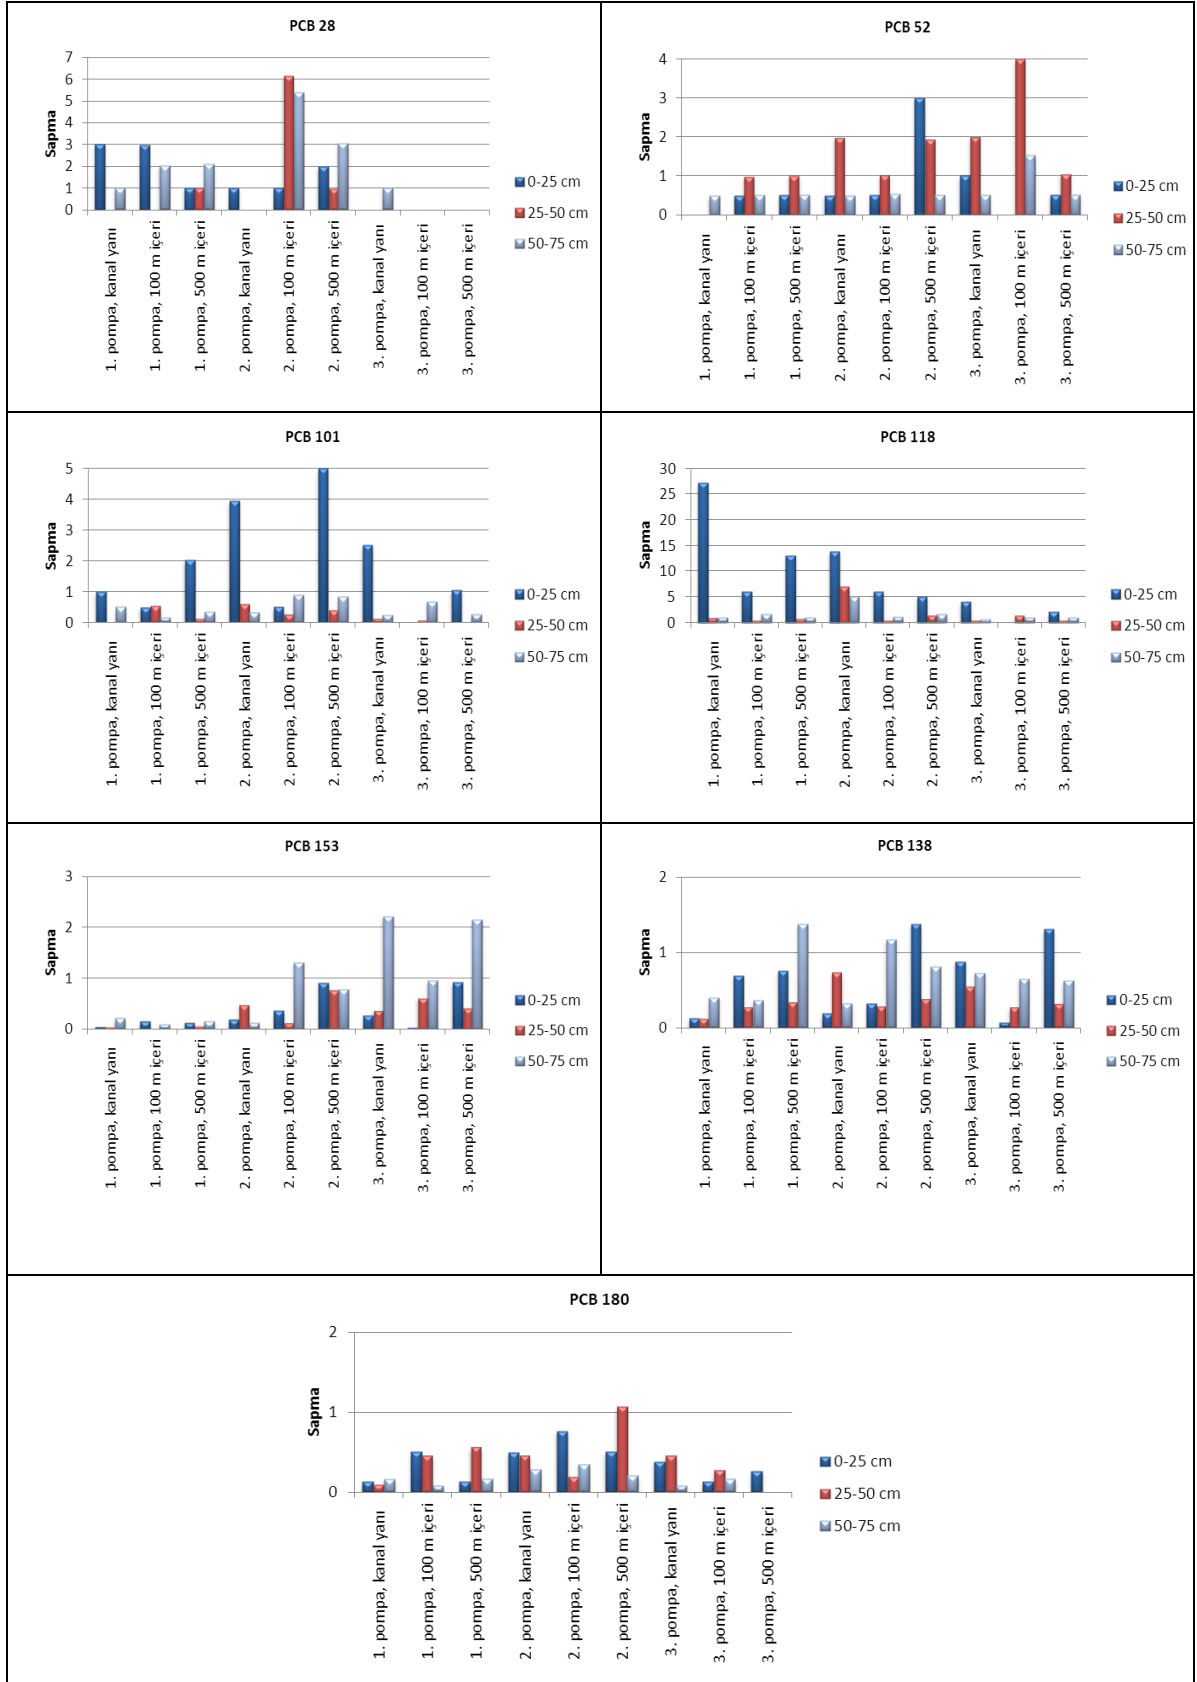 PCB 28
Sapma
7
6
5
4
3
2
1
0
1. pompa, kanal yanı
1. pompa, 100 m içeri
1. pompa, 500 m içeri
2. pompa, kanal yanı
2. pompa, 100 m içeri
2. pompa, 500 m içeri
3. pompa, kanal yanı
3. pompa, 100 m içeri
3. pompa, 500 m içeri
0-25 cm
25-50 cm
50-75 cm
PCB 52
Sapma
4
3
2
1
0
1. pompa, kanal yanı
1. pompa, 100 m içeri
1. pompa, 500 m içeri
2. pompa, kanal yanı
2. pompa, 100 m içeri
2. pompa, 500 m içeri
3. pompa, kanal yanı
3. pompa, 100 m içeri
3. pompa, 500 m içeri
0-25 cm
25-50 cm
50-75 cm
PCB 101
Sapma
5
4
3
2
1
0
1. pompa, kanal yanı
1. pompa, 100 m içeri
1. pompa, 500 m içeri
2. pompa, kanal yanı
2. pompa, 100 m içeri
2. pompa, 500 m içeri
3. pompa, kanal yanı
3. pompa, 100 m içeri
3. pompa, 500 m içeri
0-25 cm
25-50 cm
50-75 cm
PCB 118
Sapma
30
25
20
15
10
5
0
1. pompa, kanal yanı
1. pompa, 100 m içeri
1. pompa, 500 m içeri
2. pompa, kanal yanı
2. pompa, 100 m içeri
2. pompa, 500 m içeri
3. pompa, kanal yanı
3. pompa, 100 m içeri
3. pompa, 500 m içeri
0-25 cm
25-50 cm
50-75 cm
PCB 153
Sapma
3
2
1
0
1. pompa, kanal yanı
1. pompa, 100 m içeri
1. pompa, 500 m içeri
2. pompa, kanal yanı
2. pompa, 100 m içeri
2. pompa, 500 m içeri
3. pompa, kanal yanı
3. pompa, 100 m içeri
3. pompa, 500 m içeri
0-25 cm
25-50 cm
50-75 cm
PCB 138
Sapma
2
1
0
1. pompa, kanal yanı
1. pompa, 100 m içeri
1. pompa, 500 m içeri
2. pompa, kanal yanı
2. pompa, 100 m içeri
2. pompa, 500 m içeri
3. pompa, kanal yanı
3. pompa, 100 m içeri
3. pompa, 500 m içeri
0-25 cm
25-50 cm
50-75 cm
PCB 180
Sapma
2
1
0
1. pompa, kanal yanı
1. pompa, 100 m içeri
1. pompa, 500 m içeri
2. pompa, kanal yanı
2. pompa, 100 m içeri
2. pompa, 500 m içeri
3. pompa, kanal yanı
3. pompa, 100 m içeri
3. pompa, 500 m içeri
0-25 cm
25-50 cm
50-75 cm